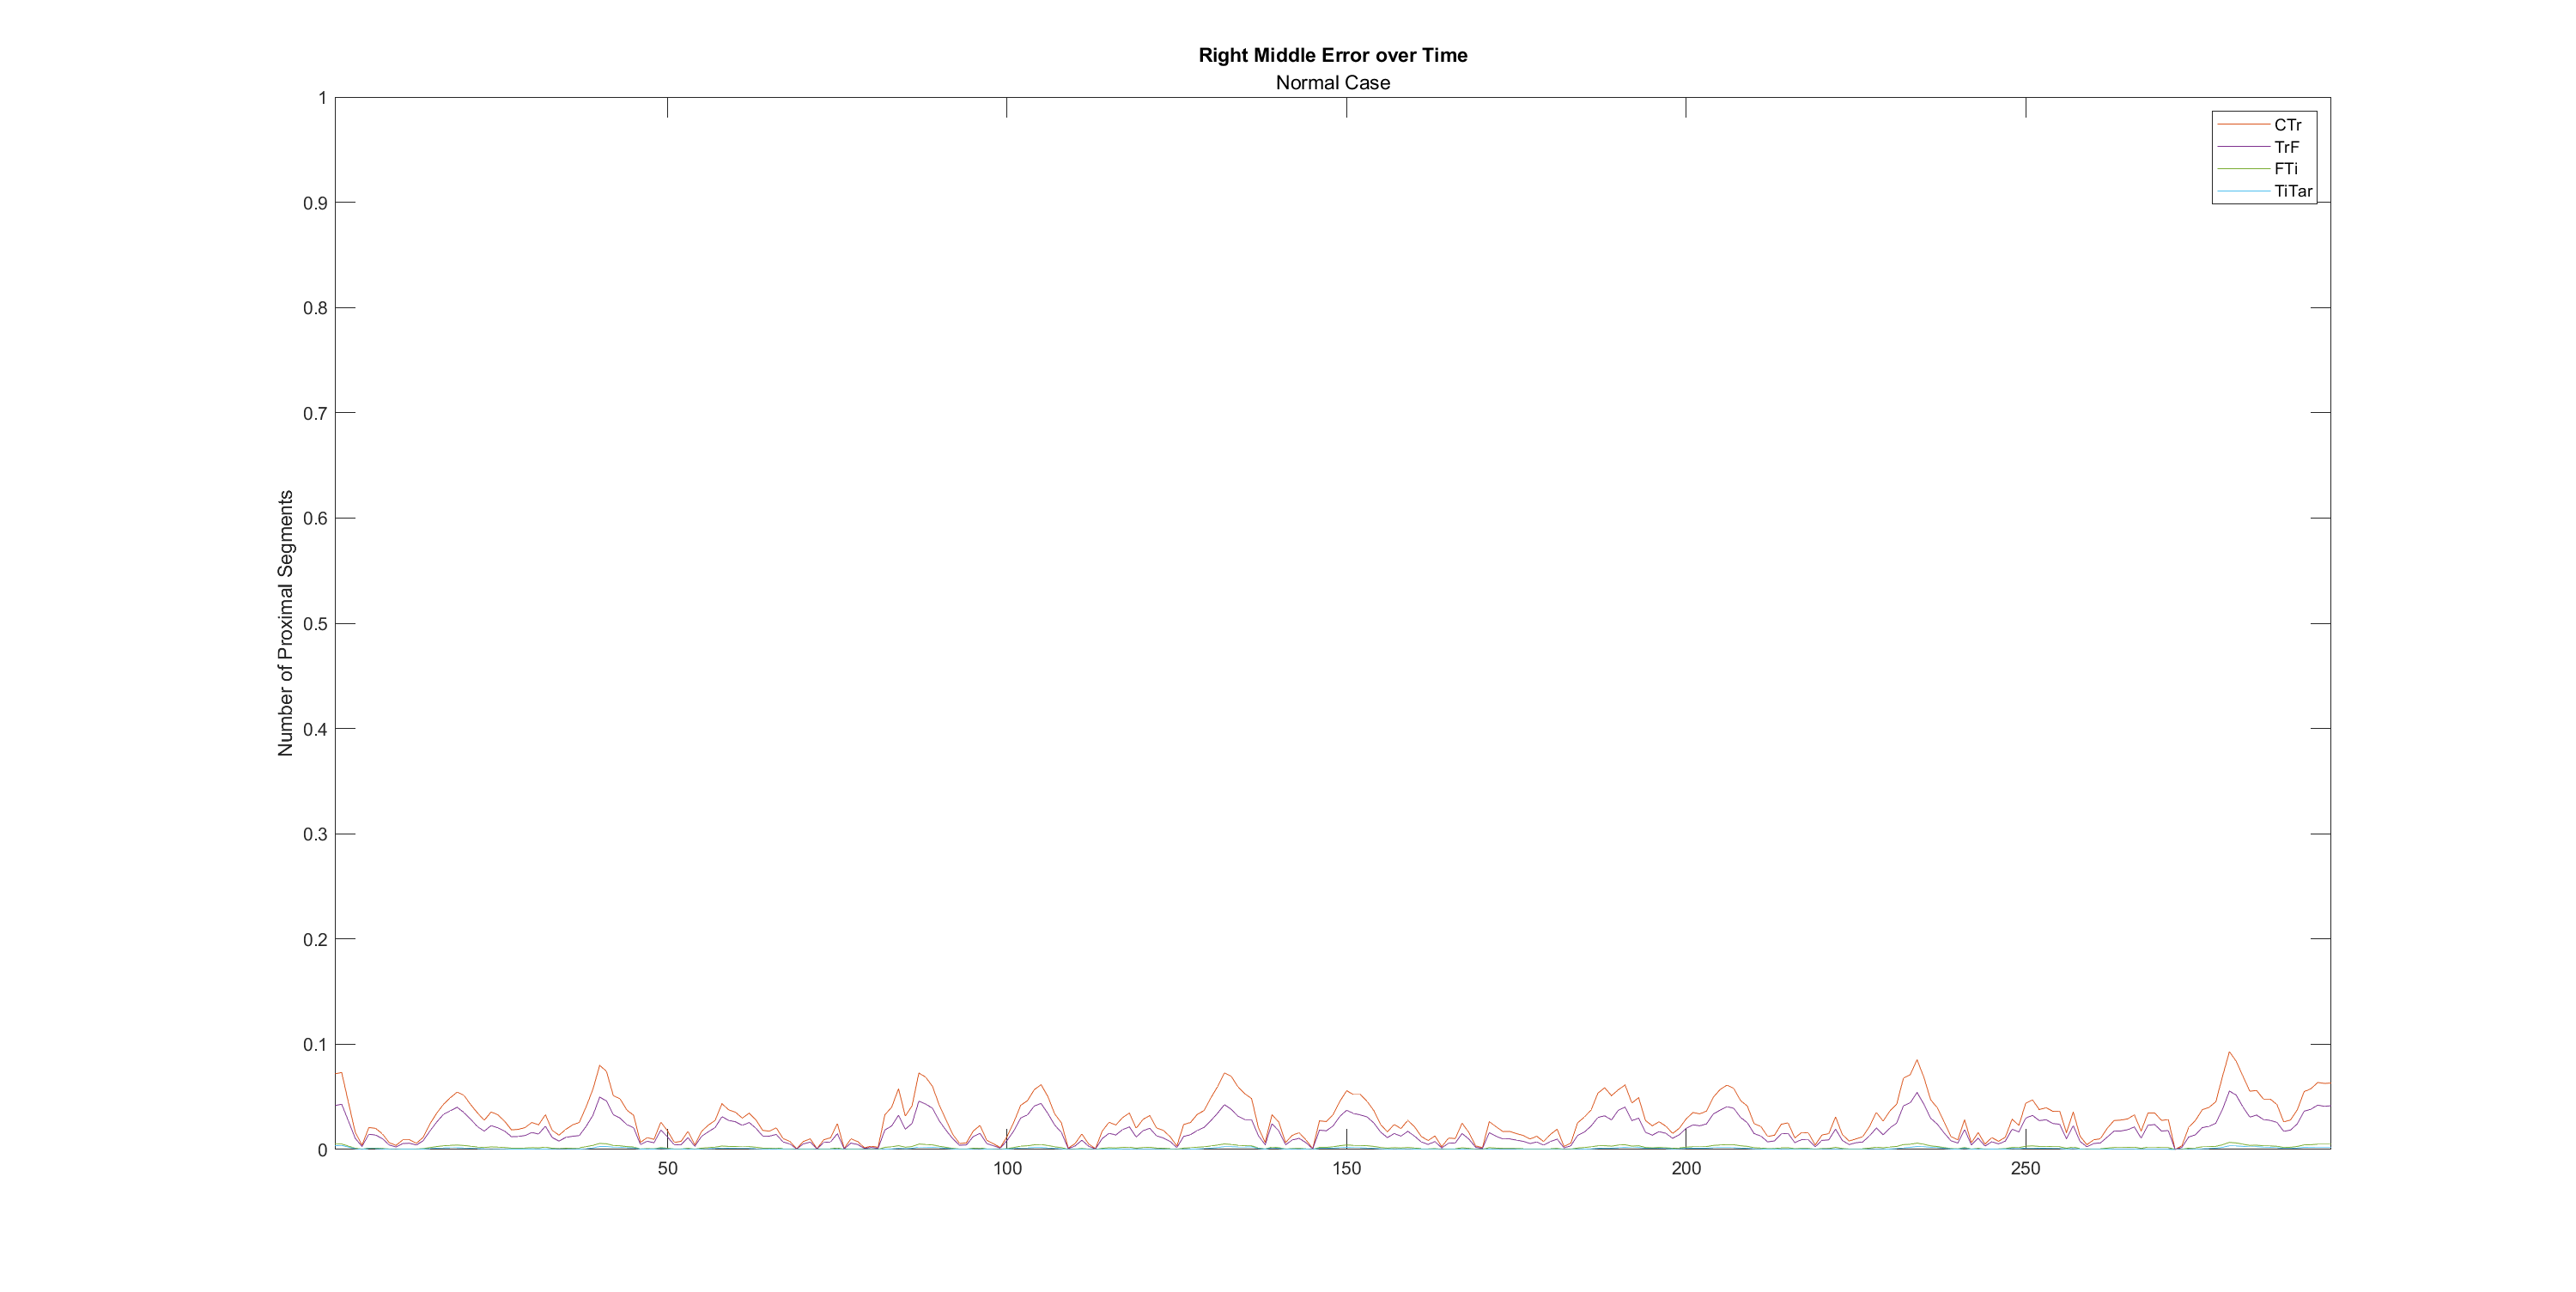 Right Middle Error over Time
Normal Case
1
0.9
0.8
0.7
0.6
0.5
0.4
0.3
0.2
0.1
0
Number of Proximal Segments
CTr
TrF
FTi
TiTar
50
100
150
200
250